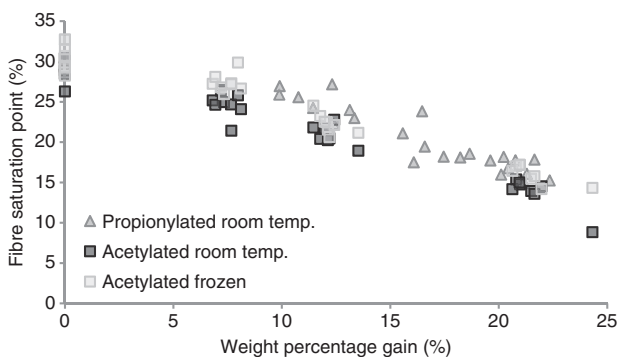 35
30
25
20
15
10
5
0
Fibre saturation point (%)
Propionylated room temp.
Acetylated room temp.
Acetylated frozen
0 5 10 15 20 25
Weight percentage gain (%)